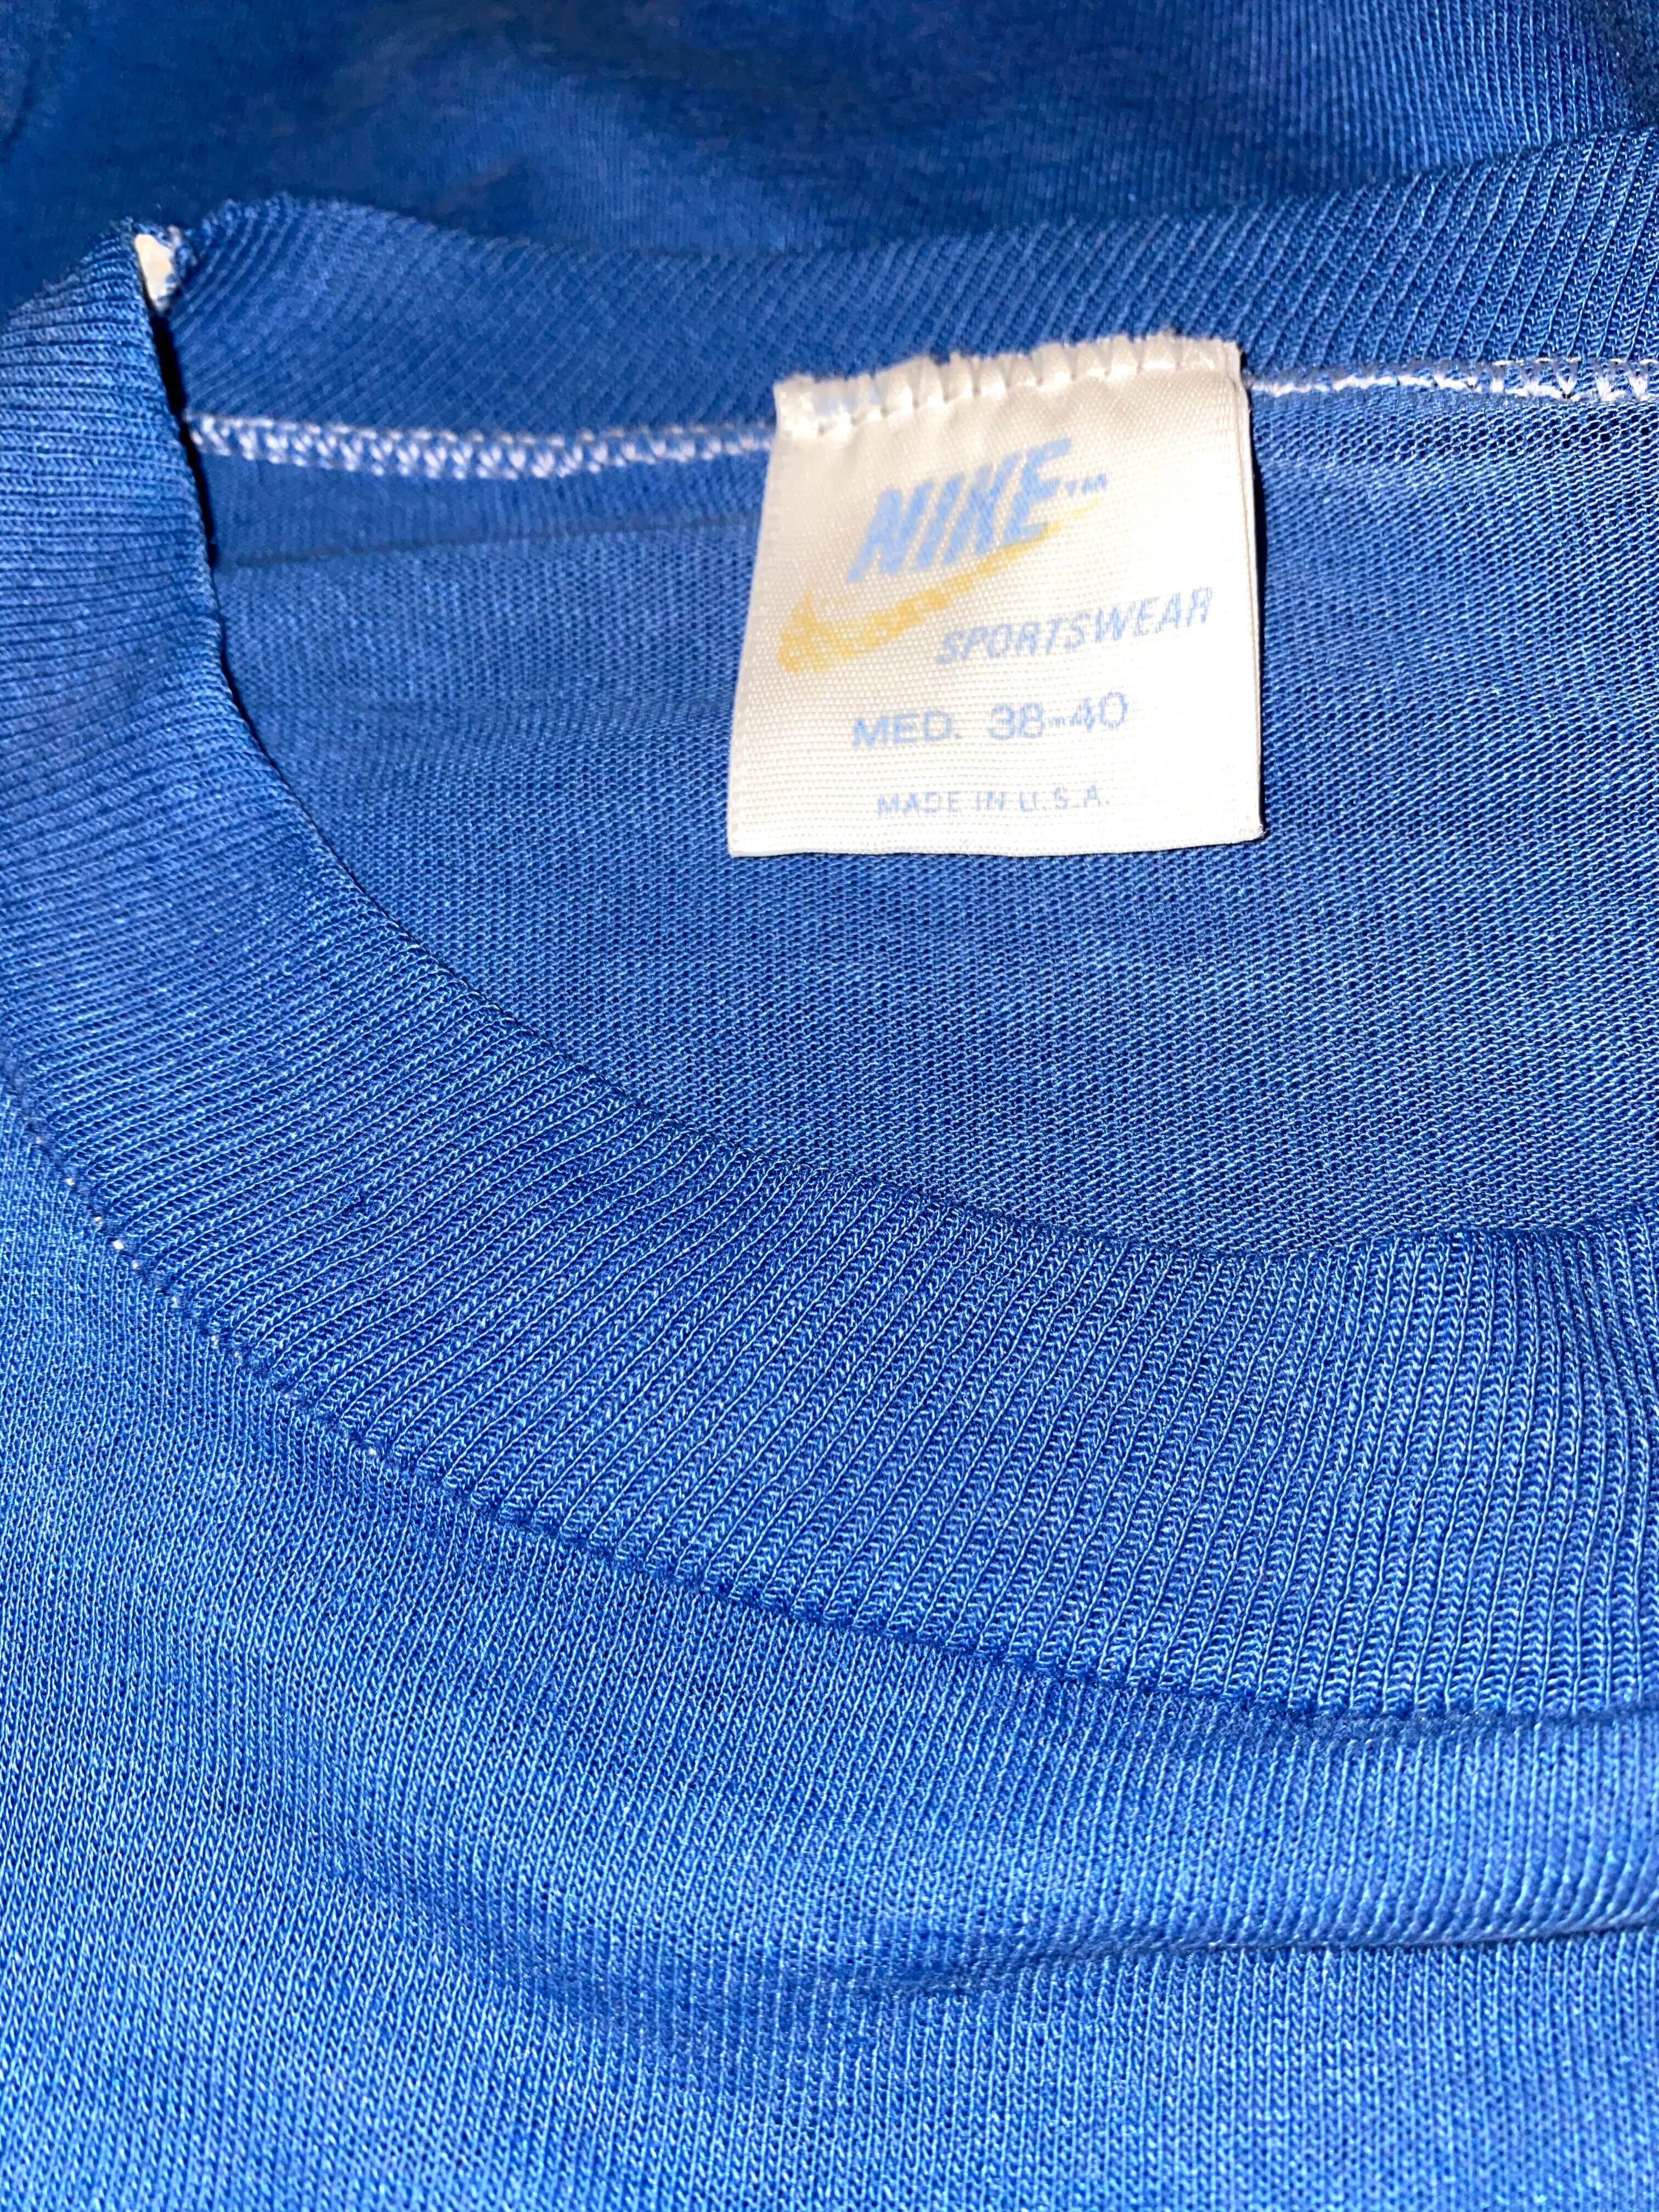 NIKE™
SPORTSWEAR
MED. 38-40
MADE IN U.S.A.